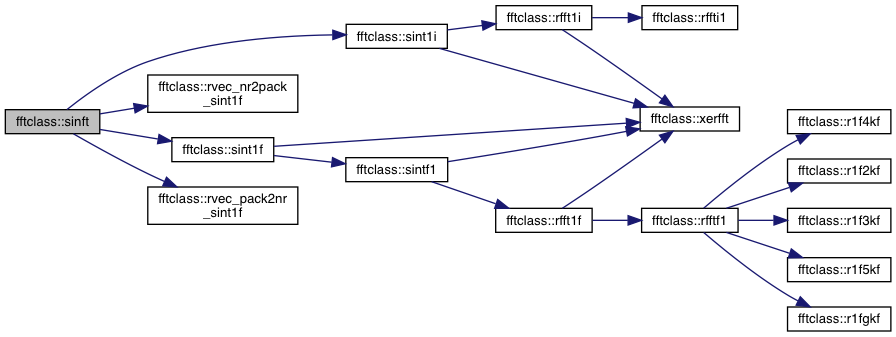 fftclass::sinft
fftclass::sint1i
fftclass::rvec_nr2pack
_sint1f
fftclass::sint1f
fftclass::rvec_pack2nr
_sint1f
fftclass::rfft1i
fftclass::rffti1
fftclass::xerfft
fftclass::sintf1
fftclass::rfft1f
fftclass::rfftf1
fftclass::r1f4kf
fftclass::r1f2kf
fftclass::r1f3kf
fftclass::r1f5kf
fftclass::r1fgkf